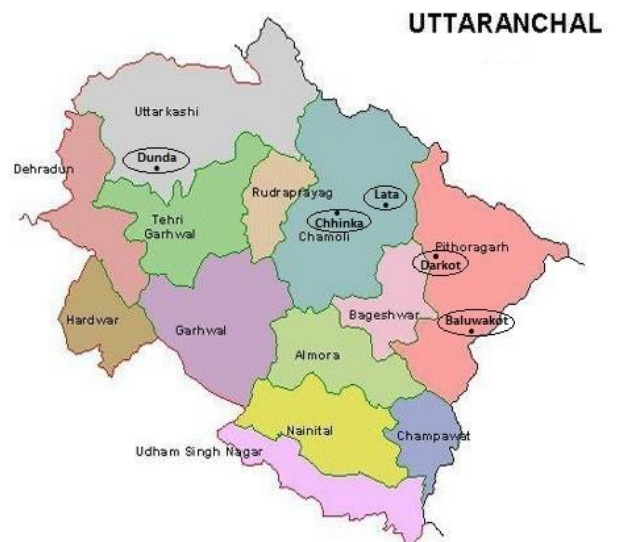 UTTARANCHAL
Uttarkashi
Dunda
Dehradun
Rudraprayag
Lata
Tehri
Garhwal
Chhinka
Chamoli
Pithoragarh
Darkot
Hardwar
Garhwal
Bageshwar
Baluwakot
Almora
Nainital
Champawat
Udham Singh Nagar